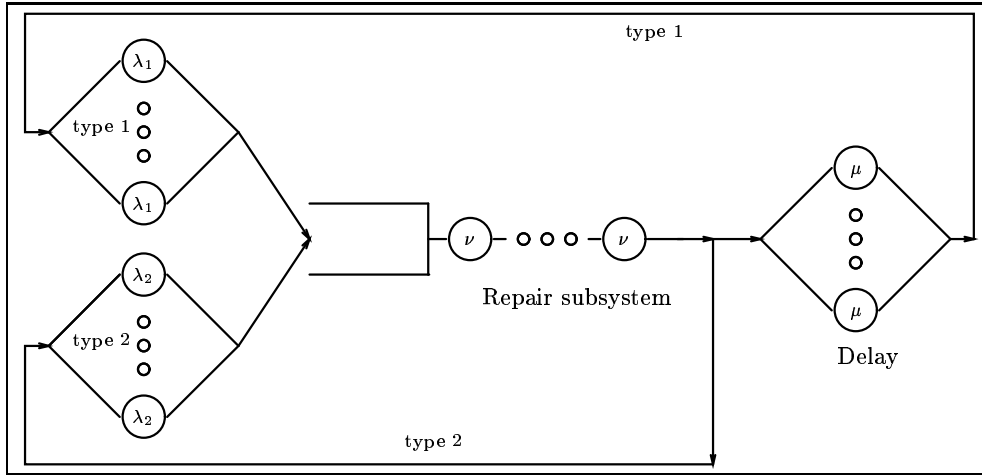 type 1
λ₁
type 1
λ₁
μ
ν
ν
λ₂
Repair subsystem
μ
type 2
Delay
λ₂
type 2